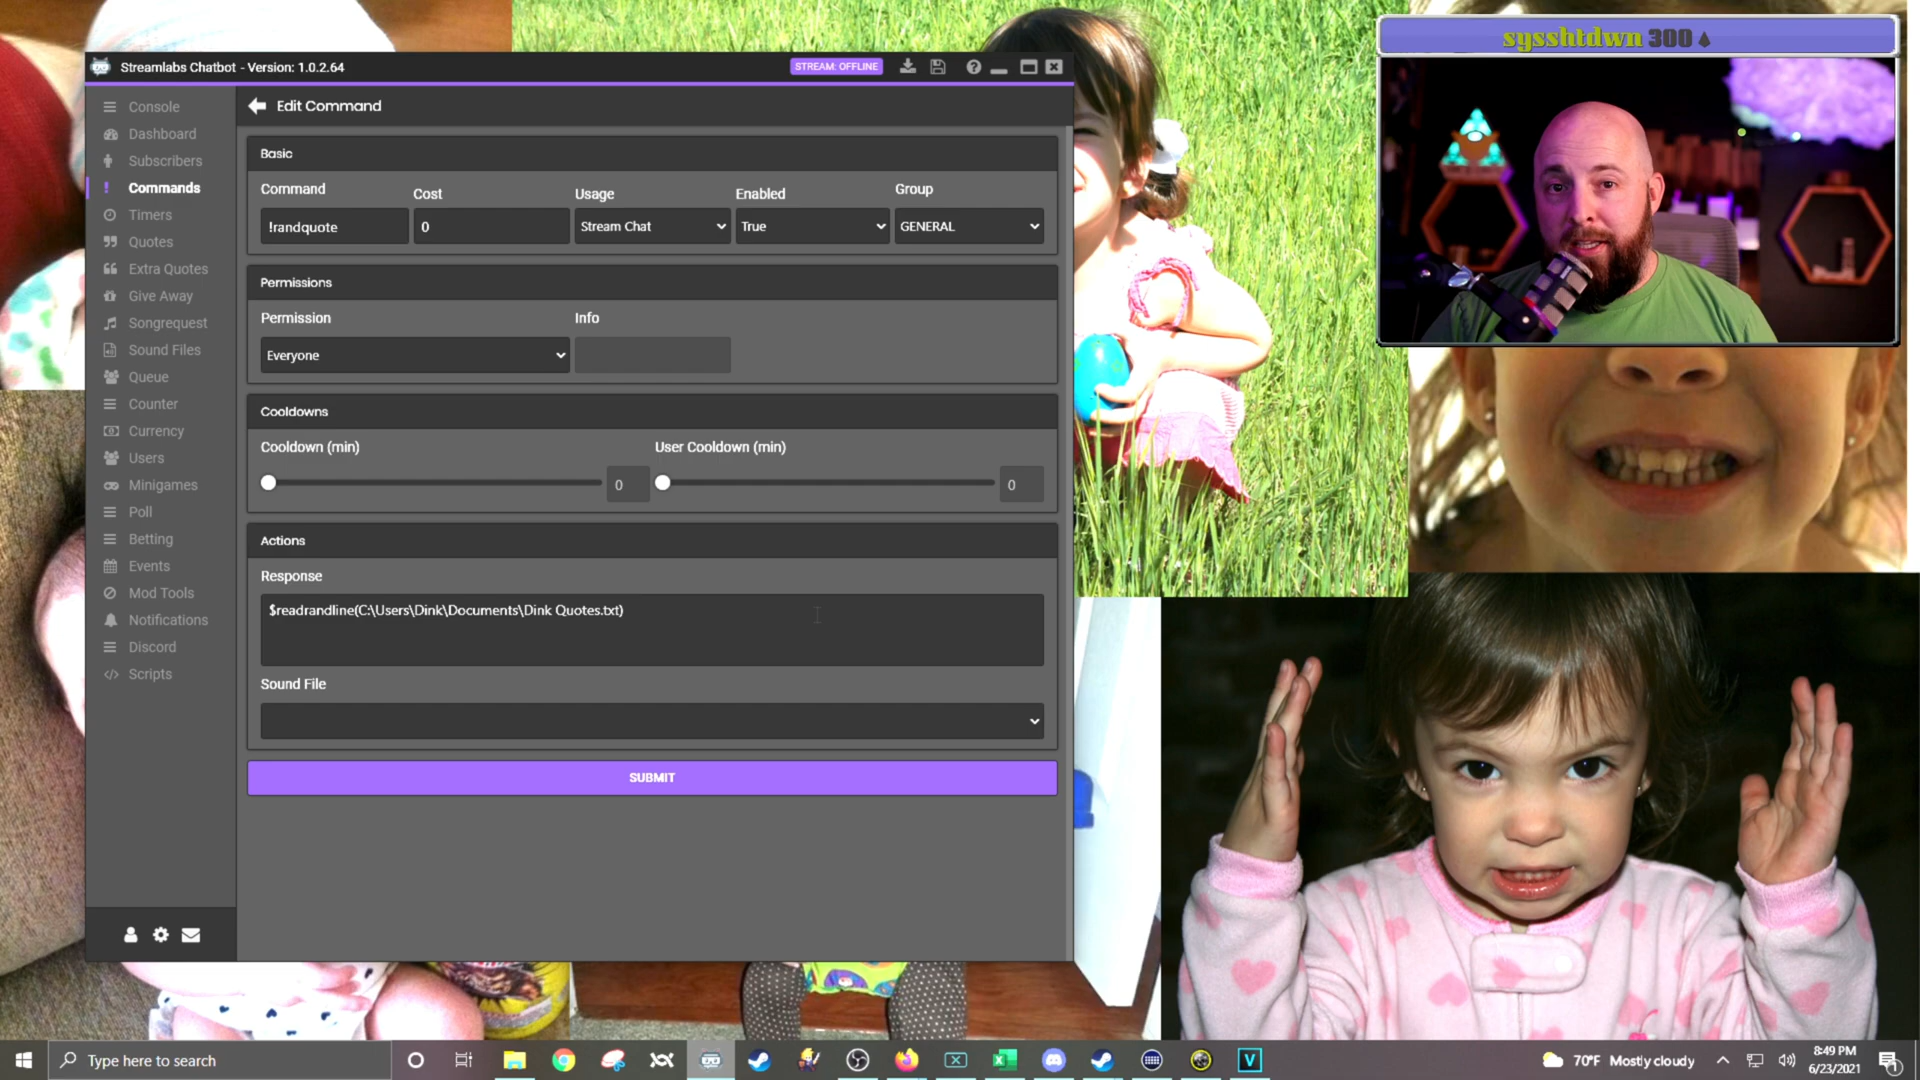 sysshtdwn 300
Streamlabs Chatbot - Version: 1.0.2.64
STREAM: OFFLINE
Console
Dashboard
Subscribers
Commands
Timers
Quotes
Extra Quotes
Give Away
Songrequest
Sound Files
Queue
Counter
Currency
Users
Minigames
Poll
Betting
Events
Mod Tools
Notifications
Discord
Scripts
Edit Command
Basic
Command Cost Usage Enabled Group
!randquote 0 Stream Chat True GENERAL
Permissions
Permission Info
Everyone
Cooldowns
Cooldown (min) User Cooldown (min)
0 0
Actions
Response
$readrandline(C:\Users\Dink\Documents\Dink Quotes.txt)
Sound File
SUBMIT
Type here to search
70°F Mostly cloudy
8:49 PM
6/23/2021